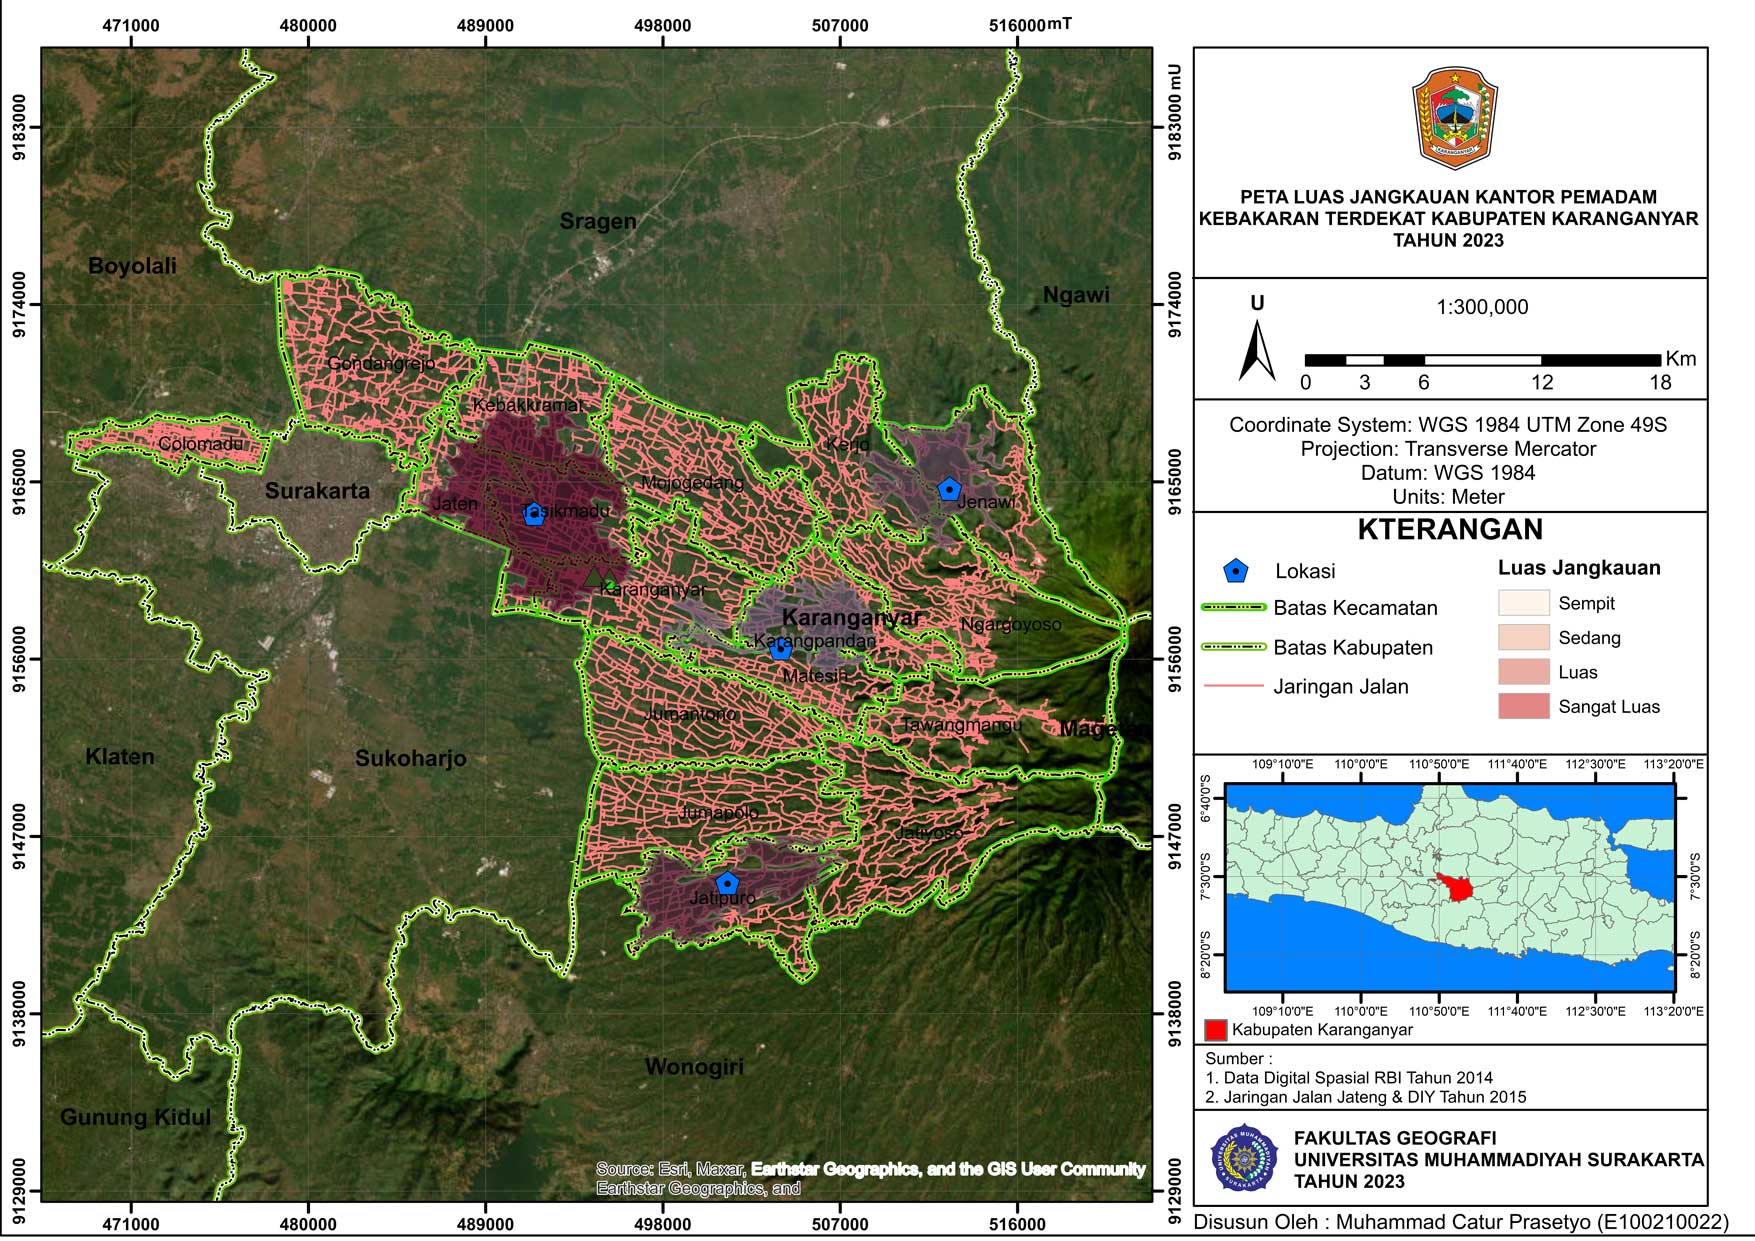 471000
480000
489000
498000
507000
516000mT
9183000
9174000
9165000
9156000
9147000
9138000
9129000
Boyolali
Sragen
Ngawi
Gondangrejo
Kebakkramat
Colomadu
Kerjo
Surakarta
Mojogedang
Jaten
Tasikmadu
Jenawi
Karanganyar
Karanganyar
Ngargoyoso
Karangpandan
Matesih
Jumantono
Tawangmangu
Klaten
Sukoharjo
Jumapolo
Jatiyoso
Jatipuro
Wonogiri
Gunung Kidul
Source: Esri, Maxar, Earthstar Geographics, and the GIS User Community
Earthstar Geographics, and
471000
480000
489000
498000
507000
516000
9183000 mU
9174000
9165000
9156000
9147000
9138000
9129000
KARANGANYAR
PETA LUAS JANGKAUAN KANTOR PEMADAM
KEBAKARAN TERDEKAT KABUPATEN KARANGANYAR
TAHUN 2023
U
1:300,000
Km
0 3 6 12 18
Coordinate System: WGS 1984 UTM Zone 49S
Projection: Transverse Mercator
Datum: WGS 1984
Units: Meter
KTERANGAN
Lokasi
Batas Kecamatan
Batas Kabupaten
Jaringan Jalan
Luas Jangkauan
Sempit
Sedang
Luas
Sangat Luas
109°10'0"E 110°0'0"E 110°50'0"E 111°40'0"E 112°30'0"E 113°20'0"E
6°40'0"S
7°30'0"S
8°20'0"S
7°30'0"S
8°20'0"S
109°10'0"E 110°0'0"E 110°50'0"E 111°40'0"E 112°30'0"E 113°20'0"E
Kabupaten Karanganyar
Sumber :
1. Data Digital Spasial RBI Tahun 2014
2. Jaringan Jalan Jateng & DIY Tahun 2015
UNIVERSITAS MUHAMMADIYAH SURAKARTA
FAKULTAS GEOGRAFI
UNIVERSITAS MUHAMMADIYAH SURAKARTA
TAHUN 2023
Disusun Oleh : Muhammad Catur Prasetyo (E100210022)